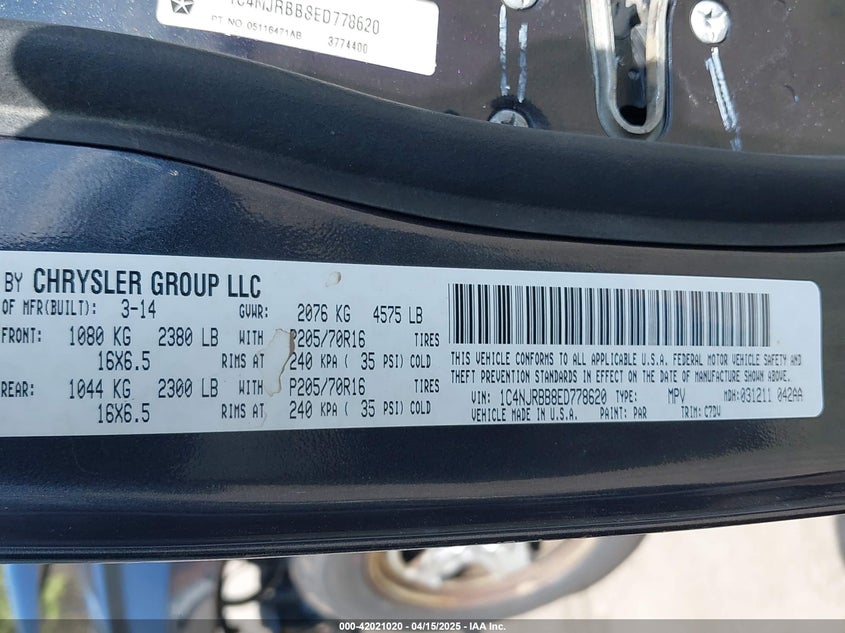 1C4NJRBB8ED778620
PT NO. 05116421AB 3774400
BY CHRYSLER GROUP LLC
OF MFR(BUILT): 3-14 GVWR: 2076 KG 4575 LB
FRONT: 1080 KG 2380 LB WITH P205/70R16 TIRES
16X6.5 RIMS AT 240 KPA ( 35 PSI) COLD
REAR: 1044 KG 2300 LB WITH P205/70R16 TIRES
16X6.5 RIMS AT 240 KPA ( 35 PSI) COLD
THIS VEHICLE CONFORMS TO ALL APPLICABLE U.S.A. FEDERAL MOTOR VEHICLE SAFETY AND
THEFT PREVENTION STANDARDS IN EFFECT ON THE DATE OF MANUFACTURE SHOWN ABOVE.
VIN: 1C4NJRBB8ED778620 TYPE: MPV MDH: 031211 042AA
VEHICLE MADE IN U.S.A. PAINT: PAR TRIM: C7DV
000-42021020 - 04/15/2025 - IAA Inc.